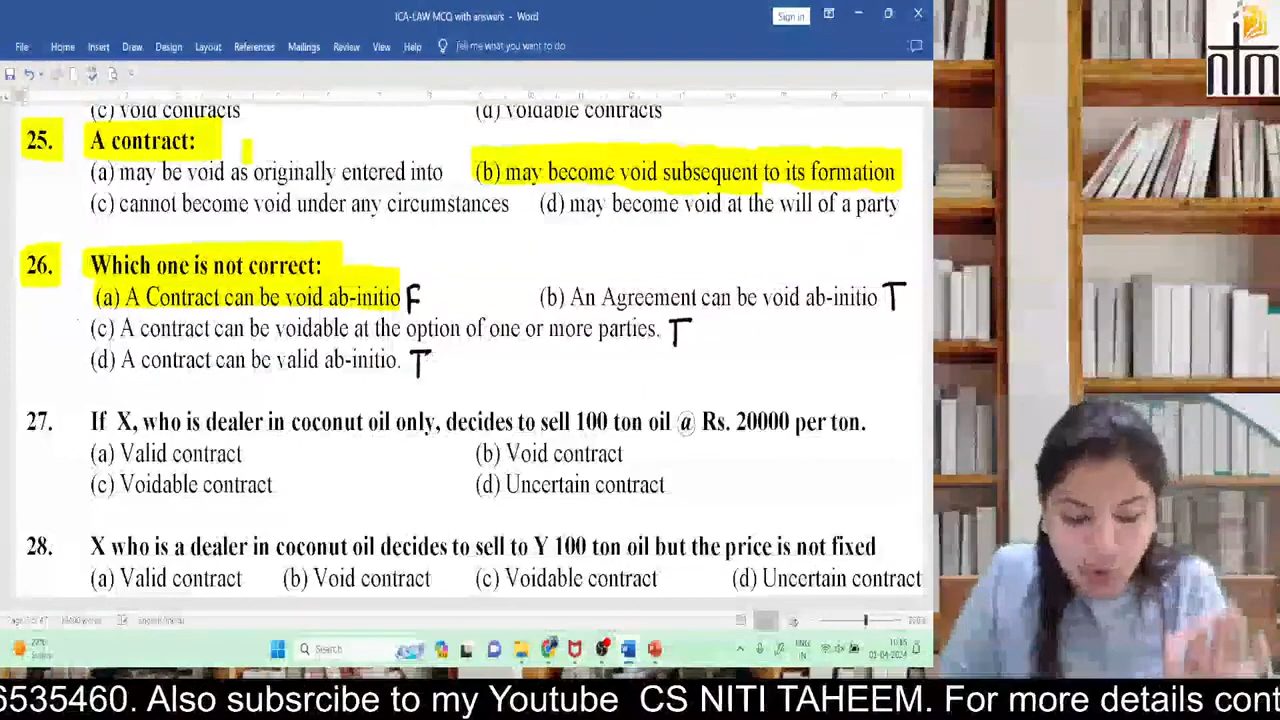 ICA-LAW MCQ with answers - Word
Sign in
File Home Insert Draw Design Layout References Mailings Review View Help Tell me what you want to do
(c) void contracts (d) voidable contracts
25. A contract:
(a) may be void as originally entered into (b) may become void subsequent to its formation
(c) cannot become void under any circumstances (d) may become void at the will of a party
26. Which one is not correct:
(a) A Contract can be void ab-initio F (b) An Agreement can be void ab-initio T
(c) A contract can be voidable at the option of one or more parties. T
(d) A contract can be valid ab-initio. T
27. If X, who is dealer in coconut oil only, decides to sell 100 ton oil @ Rs. 20000 per ton.
(a) Valid contract (b) Void contract
(c) Voidable contract (d) Uncertain contract
28. X who is a dealer in coconut oil decides to sell to Y 100 ton oil but the price is not fixed
(a) Valid contract (b) Void contract (c) Voidable contract (d) Uncertain contract
Search
01-04-2024
ntm
6535460. Also subsrcibe to my Youtube CS NITI TAHEEM. For more details cont